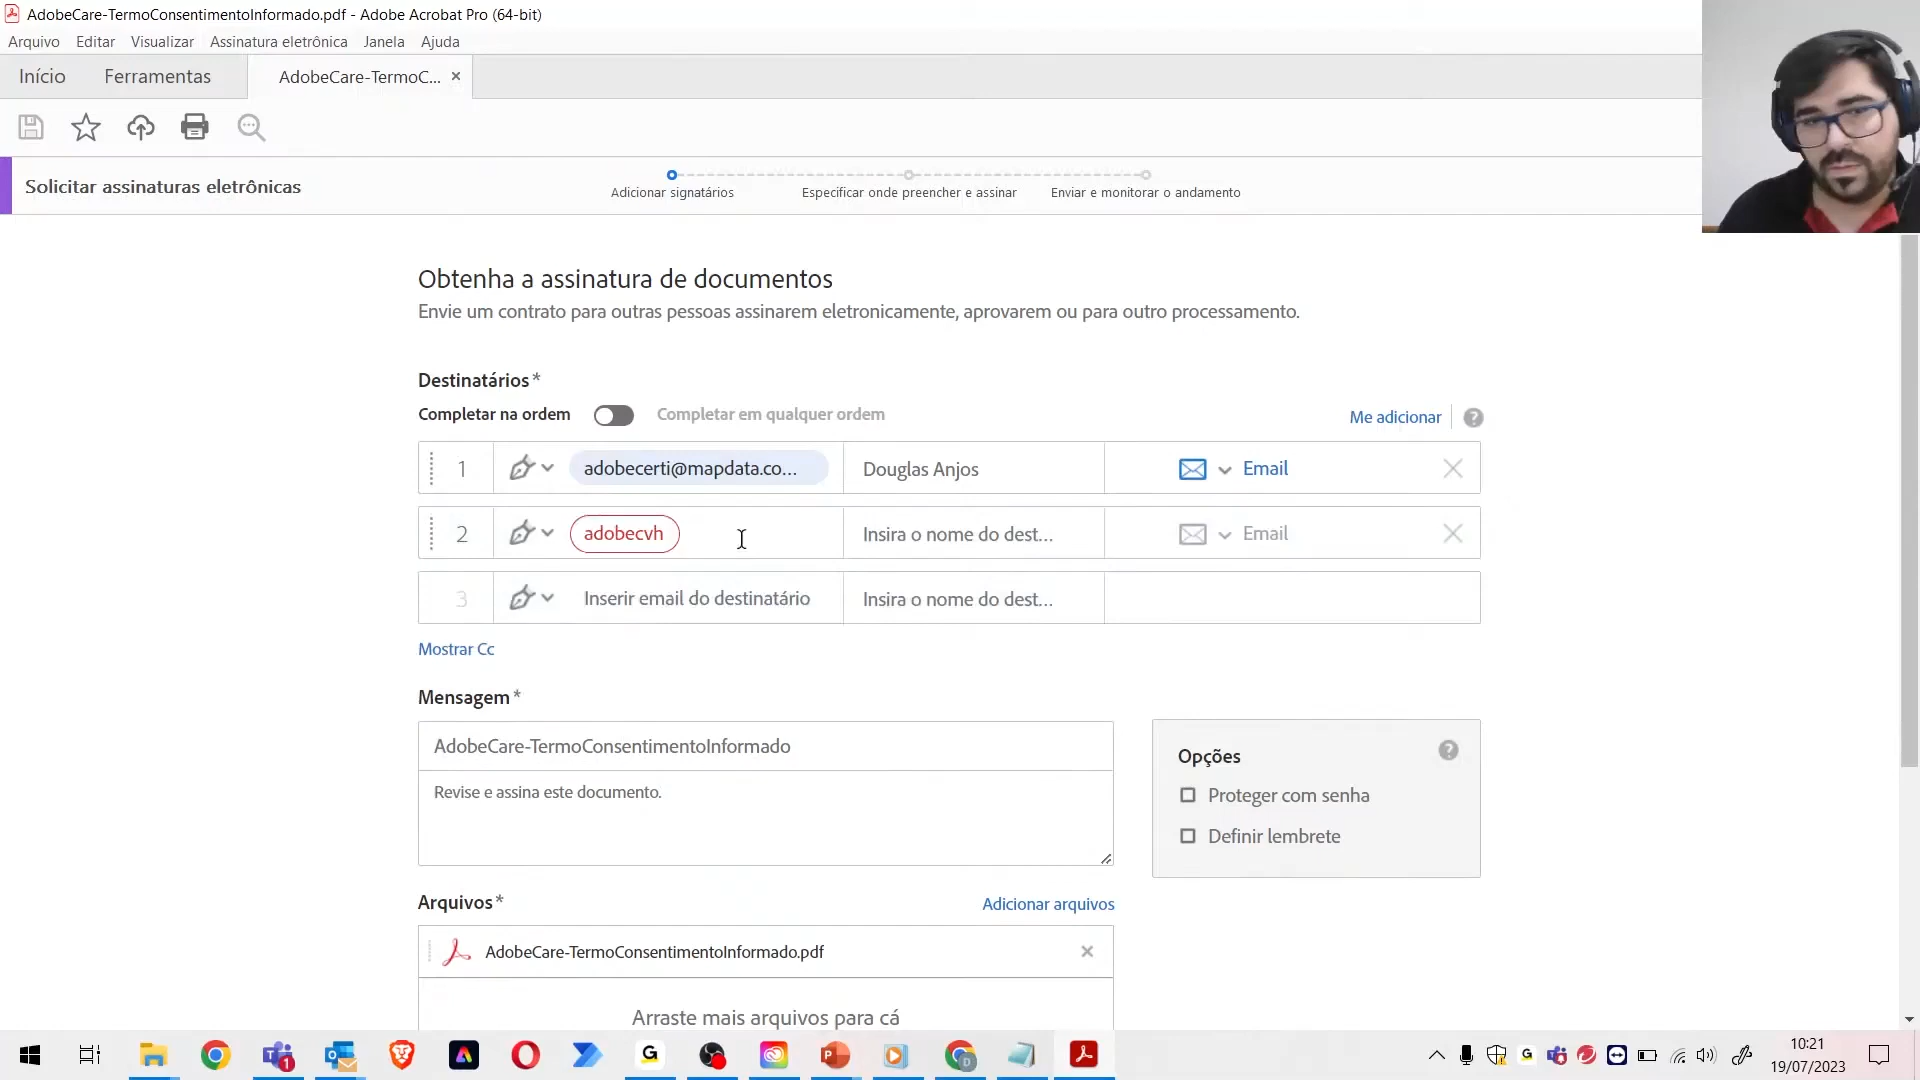 AdobeCare-TermoConsentimentoInformado.pdf - Adobe Acrobat Pro (64-bit)
Arquivo Editar Visualizar Assinatura eletrônica Janela Ajuda
Início Ferramentas AdobeCare-TermoC... ×
Solicitar assinaturas eletrônicas
Adicionar signatários Especificar onde preencher e assinar Enviar e monitorar o andamento
Obtenha a assinatura de documentos
Envie um contrato para outras pessoas assinarem eletronicamente, aprovarem ou para outro processamento.
Destinatários*
Completar na ordem Completar em qualquer ordem Me adicionar ?
1 adobecerti@mapdata.co... Douglas Anjos Email
2 adobecvh Insira o nome do dest... Email
3 Inserir email do destinatário Insira o nome do dest...
Mostrar Cc
Mensagem*
AdobeCare-TermoConsentimentoInformado
Revise e assina este documento.
Opções ?
Proteger com senha
Definir lembrete
Arquivos* Adicionar arquivos
AdobeCare-TermoConsentimentoInformado.pdf
Arraste mais arquivos para cá
10:21
19/07/2023